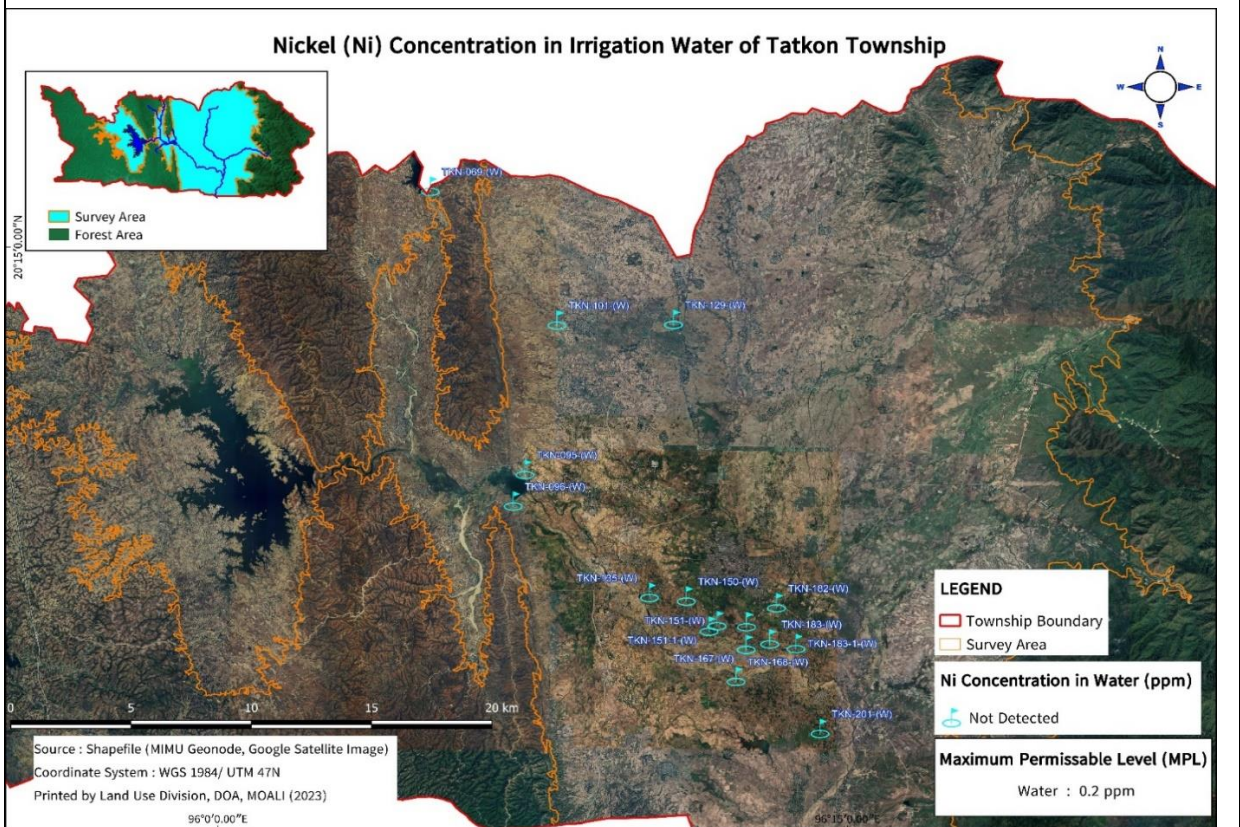 Nickel (Ni) Concentration in Irrigation Water of Tatkon Township
N
W E
S
Survey Area
Forest Area
20°15'0.00"N
TKN-069-(W)
TKN-101-(W)
TKN-129-(W)
TKN-095-(W)
TKN-096-(W)
TKN-150-(W)
TKN-182-(W)
TKN-151-(W)
TKN-183-(W)
TKN-151-1-(W)
TKN-183-1-(W)
TKN-167-(W)
TKN-168-(W)
TKN-201-(W)
LEGEND
Township Boundary
Survey Area
Ni Concentration in Water (ppm)
Not Detected
Maximum Permissable Level (MPL)
Water : 0.2 ppm
0 5 10 15 20 km
Source : Shapefile (MIMU Geonode, Google Satellite Image)
Coordinate System : WGS 1984/ UTM 47N
Printed by Land Use Division, DOA, MOALI (2023)
96°0'0.00"E
96°15'0.00"E